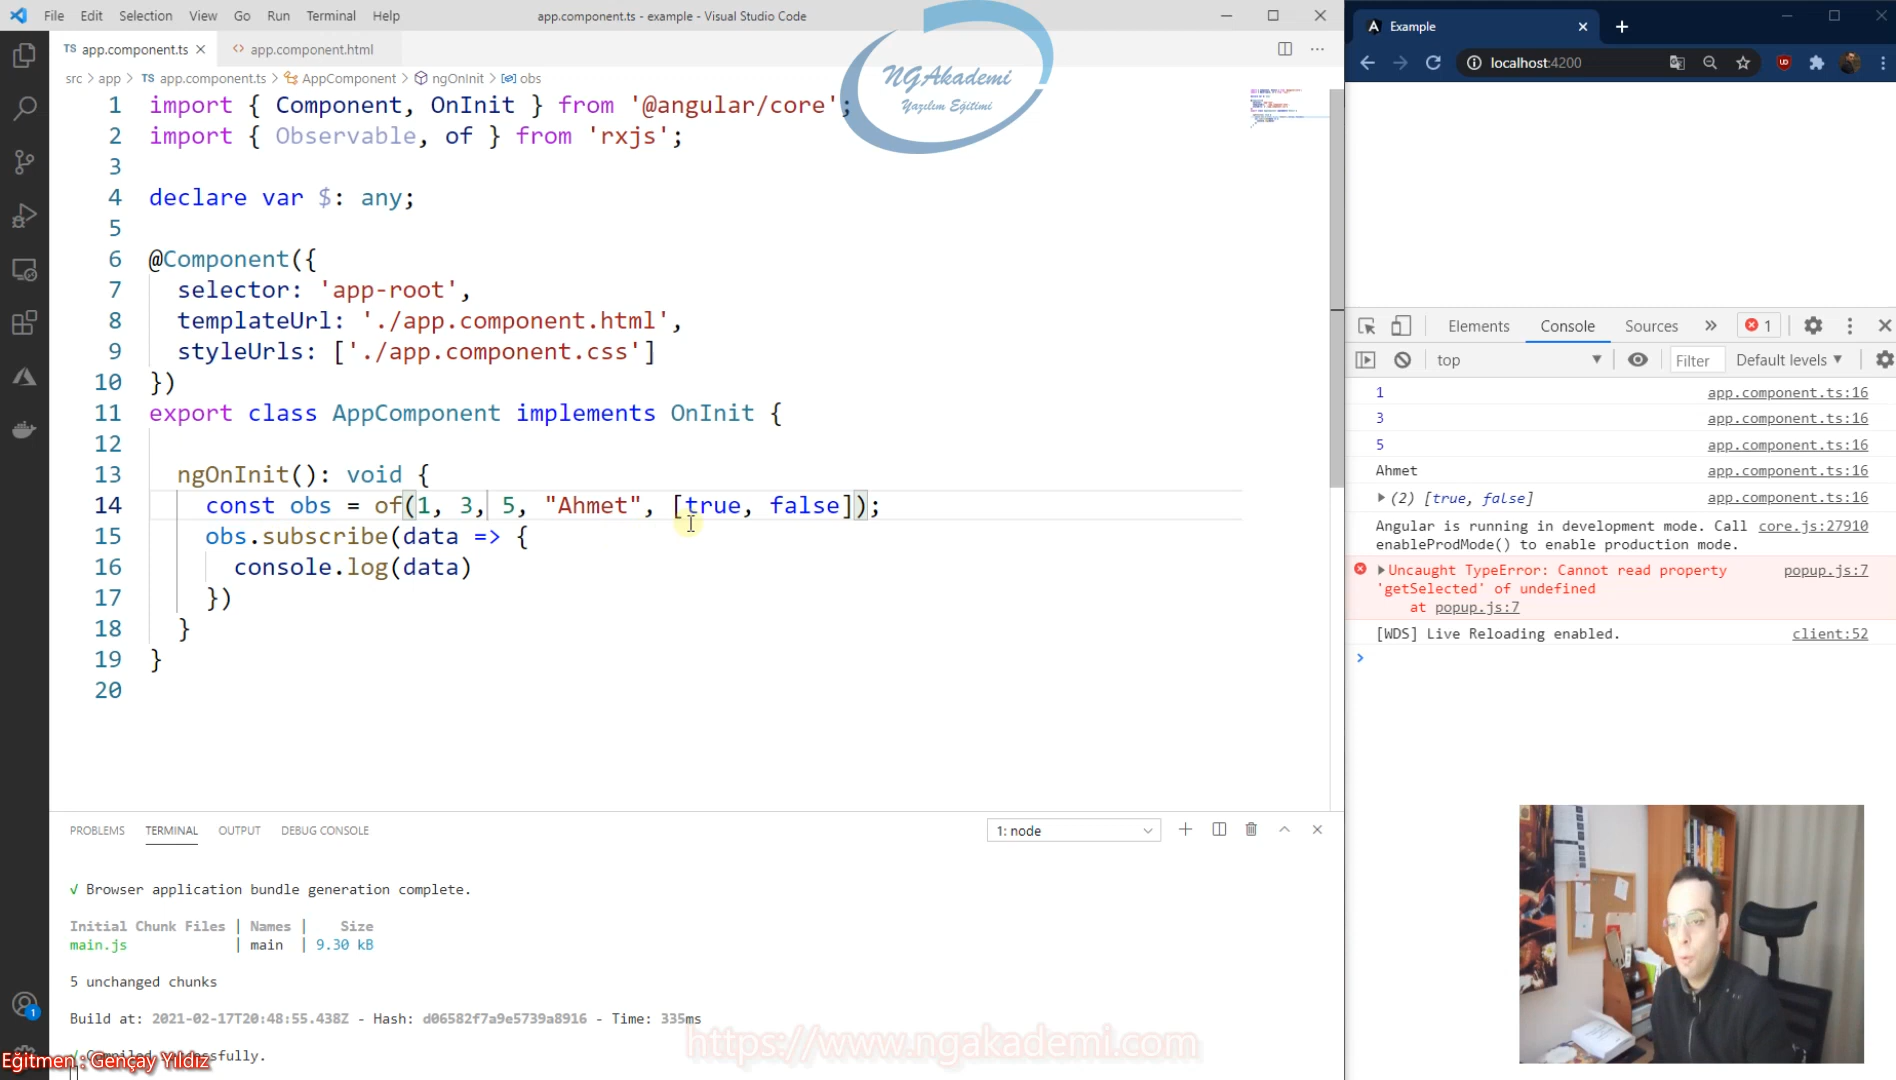 File Edit Selection View Go Run Terminal Help
app.component.ts - example - Visual Studio Code
TS app.component.ts
<> app.component.html
src > app > TS app.component.ts > AppComponent > ngOnInit > obs
NGAkademi
Yazılım Eğitimi
1 import { Component, OnInit } from '@angular/core';
2 import { Observable, of } from 'rxjs';
3
4 declare var $: any;
5
6 @Component({
7 selector: 'app-root',
8 templateUrl: './app.component.html',
9 styleUrls: ['./app.component.css']
10 })
11 export class AppComponent implements OnInit {
12
13 ngOnInit(): void {
14 const obs = of(1, 3, 5, "Ahmet", [true, false]);
15 obs.subscribe(data => {
16 console.log(data)
17 })
18 }
19 }
20
PROBLEMS TERMINAL OUTPUT DEBUG CONSOLE
1: node
√ Browser application bundle generation complete.
Initial Chunk Files | Names | Size
main.js | main | 9.30 kB
5 unchanged chunks
Build at: 2021-02-17T20:48:55.438Z - Hash: d06582f7a9e5739a8916 - Time: 335ms
√ Compiled successfully.
1
Eğitmen : Gençay Yıldız
https://www.ngakademi.com
Example
localhost:4200
Elements Console Sources » 1
top Filter Default levels
1 app.component.ts:16
3 app.component.ts:16
5 app.component.ts:16
Ahmet app.component.ts:16
(2) [true, false] app.component.ts:16
Angular is running in development mode. Call core.js:27910
enableProdMode() to enable production mode.
Uncaught TypeError: Cannot read property popup.js:7
'getSelected' of undefined
at popup.js:7
[WDS] Live Reloading enabled. client:52